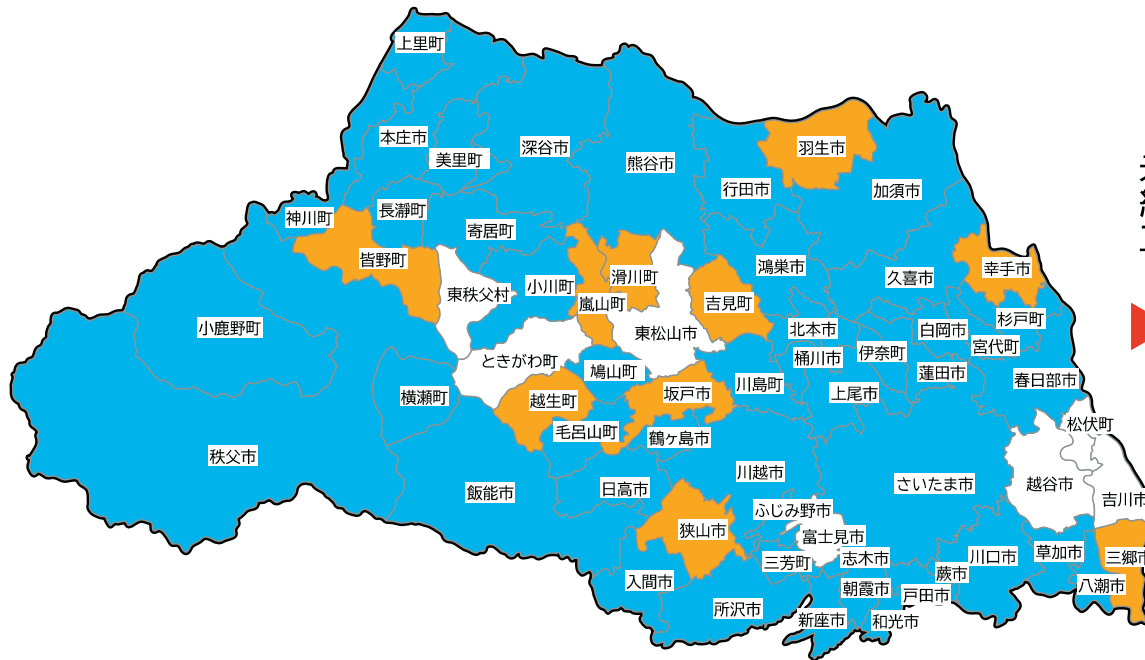 上里町
本庄市
美里町
深谷市
熊谷市
羽生市
行田市
加須市
神川町
長瀞町
寄居町
皆野町
東秩父村
小川町
嵐山町
滑川町
吉見町
鴻巣市
久喜市
幸手市
杉戸町
小鹿野町
東松山市
北本市
白岡市
宮代町
ときがわ町
鳩山町
桶川市
伊奈町
蓮田市
春日部市
横瀬町
越生町
坂戸市
川島町
上尾市
毛呂山町
鶴ヶ島市
松伏町
秩父市
飯能市
日高市
川越市
さいたま市
越谷市
吉川市
狭山市
ふじみ野市
富士見市
三芳町
志木市
川口市
草加市
三郷市
入間市
朝霞市
蕨市
戸田市
八潮市
所沢市
新座市
和光市